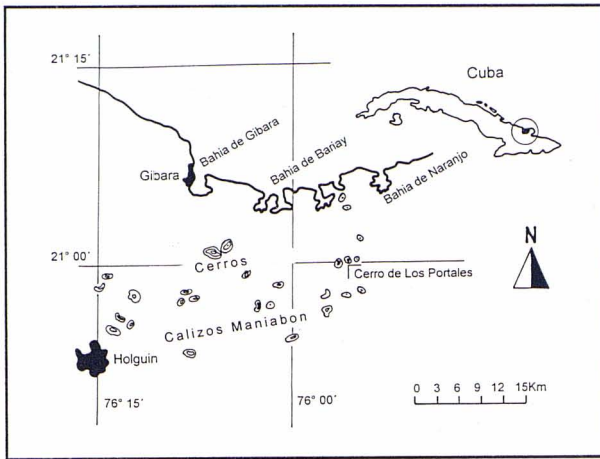 21° 15'
Cuba
Bahia de Gibara
Bahia de Bariay
Bahia de Naranjo
Gibara
N
21° 00'
Cerros
Cerro de Los Portales
Calizos Maniabon
Holguin
0 3 6 9 12 15Km
76° 15'
76° 00'